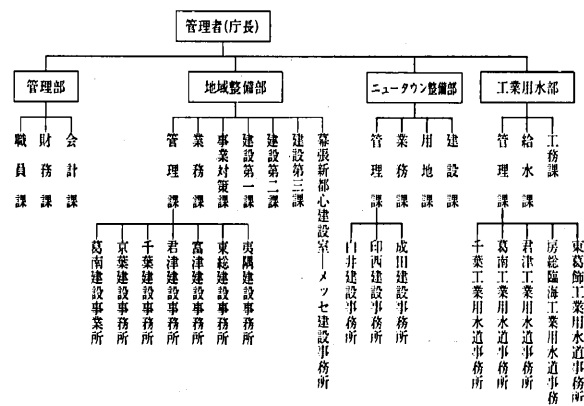 管理者(庁長)
管理部
地域整備部
ニュータウン整備部
工業用水部
職員課
財務課
会計課
管理課
業務課
事業対策課
建設第一課
建設第二課
建設第三課
幕張新都心建設室―メッセ建設事務所
管理課
業務課
用地課
建設課
管理課
給水課
工務課
葛南建設事業所
京葉建設事務所
千葉建設事務所
君津建設事務所
富津建設事務所
東総建設事務所
夷隅建設事務所
白井建設事務所
印西建設事務所
成田建設事務所
千葉工業用水道事務所
葛南工業用水道事務所
君津工業用水道事務所
房総臨海工業用水道事務所
東葛飾工業用水道事務所